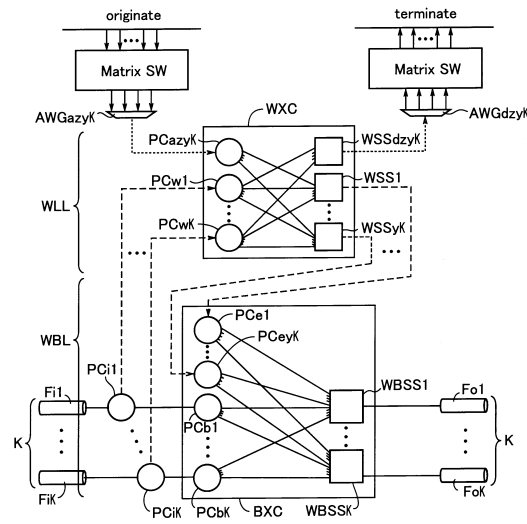 originate
terminate
Matrix SW
Matrix SW
AWGazyK
AWGdzyK
WXC
PCazyK
WSSdzyK
PCw1
WSS1
WLL
PCwK
WSSyK
WBL
PCe1
PCeyK
PCi1
WBSS1
Fi1
Fo1
PCb1
K
K
FiK
FoK
PCiK
PCbK
BXC
WBSSK